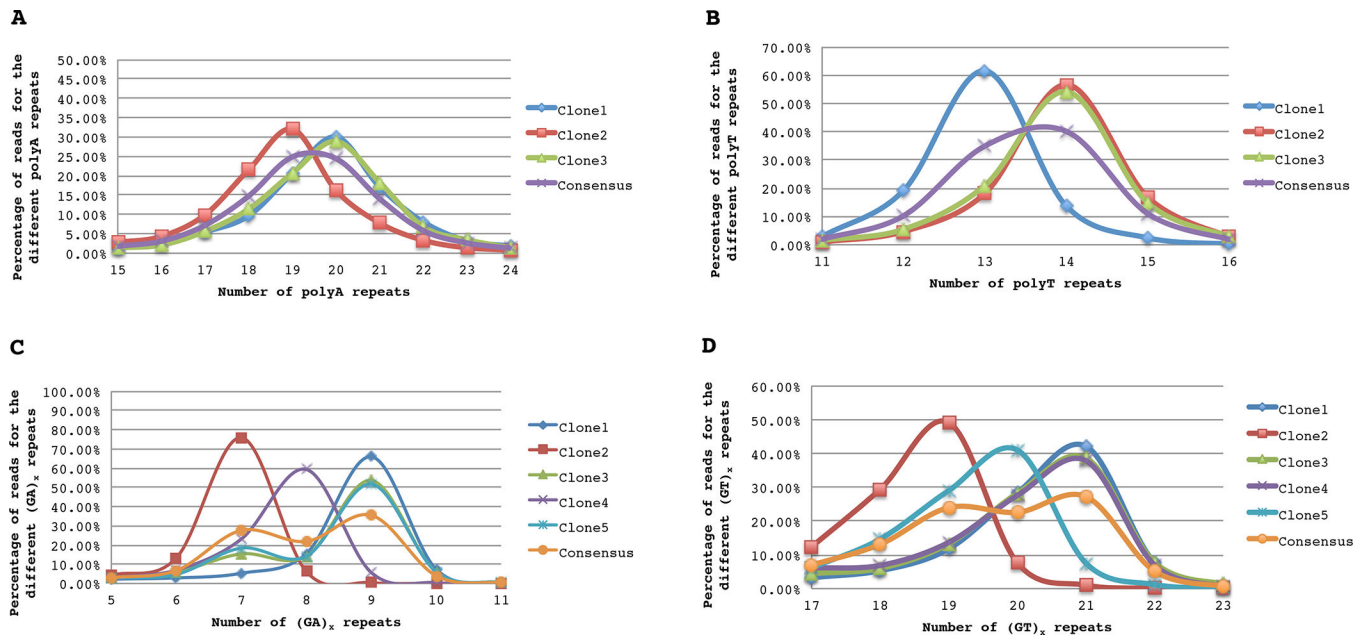 A
Percentage of reads for the
different polyA repeats
50.00%
45.00%
40.00%
35.00%
30.00%
25.00%
20.00%
15.00%
10.00%
5.00%
0.00%
15 16 17 18 19 20 21 22 23 24
Number of polyA repeats
Clone1
Clone2
Clone3
Consensus
B
Percentage of reads for the
different polyT repeats
70.00%
60.00%
50.00%
40.00%
30.00%
20.00%
10.00%
0.00%
11 12 13 14 15 16
Number of polyT repeats
Clone1
Clone2
Clone3
Consensus
C
Percentage of reads for the
different (GA)x repeats
100.00%
90.00%
80.00%
70.00%
60.00%
50.00%
40.00%
30.00%
20.00%
10.00%
0.00%
5 6 7 8 9 10 11
Number of (GA)x repeats
Clone1
Clone2
Clone3
Clone4
Clone5
Consensus
D
Percentage of reads for the
different (GT)x repeats
60.00%
50.00%
40.00%
30.00%
20.00%
10.00%
0.00%
17 18 19 20 21 22 23
Number of (GT)x repeats
Clone1
Clone2
Clone3
Clone4
Clone5
Consensus